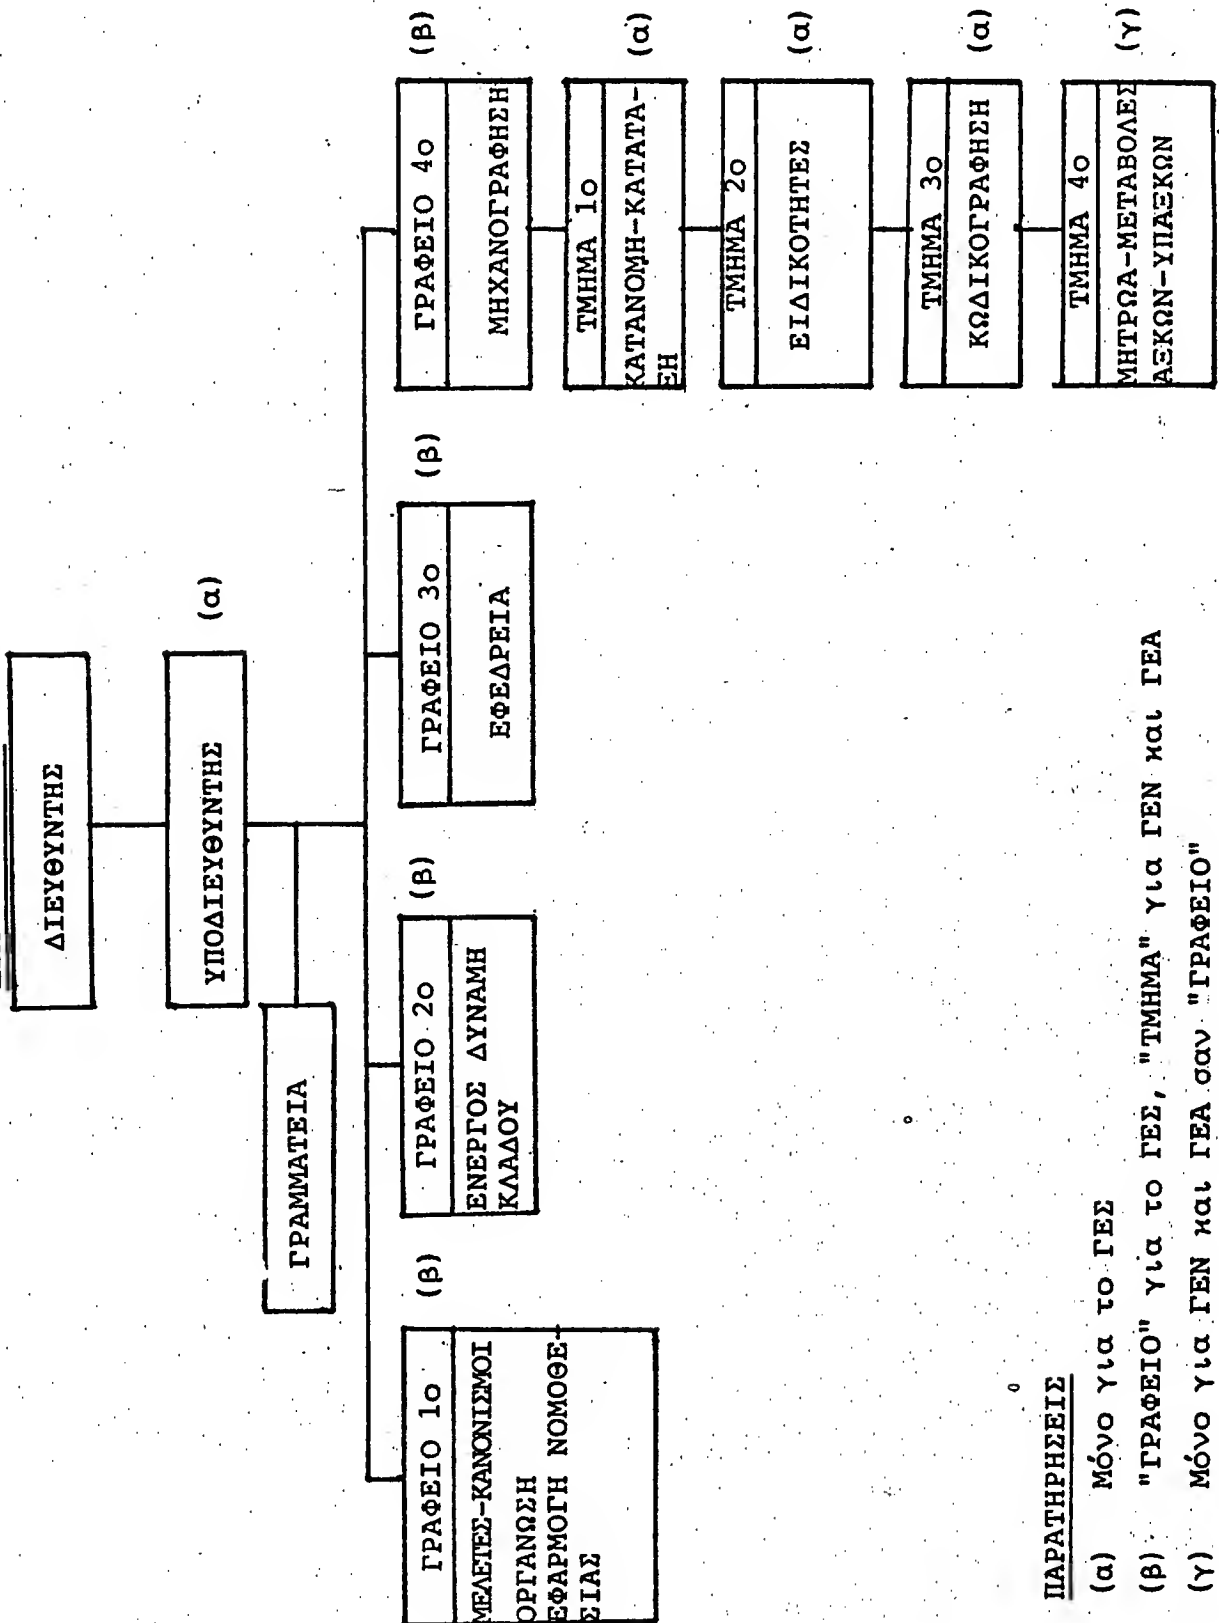 ΔΙΕΥΘΥΝΤΗΣ
ΥΠΟΔΙΕΥΘΥΝΤΗΣ
(α)
ΓΡΑΜΜΑΤΕΙΑ
ΓΡΑΦΕΙΟ 1ο
(β)
ΜΕΛΕΤΕΣ-ΚΑΝΟΝΙΣΜΟΙ
ΟΡΓΑΝΩΣΗ
ΕΦΑΡΜΟΓΗ ΝΟΜΟΘΕ-
ΣΙΑΣ
ΓΡΑΦΕΙΟ 2ο
(β)
ΕΝΕΡΓΟΣ ΔΥΝΑΜΗ
ΚΛΑΔΟΥ
ΓΡΑΦΕΙΟ 3ο
(β)
ΕΦΕΔΡΕΙΑ
ΓΡΑΦΕΙΟ 4ο
(β)
ΜΗΧΑΝΟΓΡΑΦΗΣΗ
ΤΜΗΜΑ 1ο
(α)
ΚΑΤΑΝΟΜΗ-ΚΑΤΑΤΑ-
ΞΗ
ΤΜΗΜΑ 2ο
(α)
ΕΙΔΙΚΟΤΗΤΕΣ
ΤΜΗΜΑ 3ο
(α)
ΚΩΔΙΚΟΓΡΑΦΗΣΗ
ΤΜΗΜΑ 4ο
(γ)
ΜΗΤΡΩΑ-ΜΕΤΑΒΟΛΕΣ
ΑΞΚΩΝ-ΥΠΑΞΚΩΝ
ΠΑΡΑΤΗΡΗΣΕΙΣ
(α) Μόνο για το ΓΕΣ
(β) "ΓΡΑΦΕΙΟ" για το ΓΕΣ, "ΤΜΗΜΑ" για ΓΕΝ και ΓΕΑ
(γ) Μόνο για ΓΕΝ και ΓΕΑ σαν "ΓΡΑΦΕΙΟ"